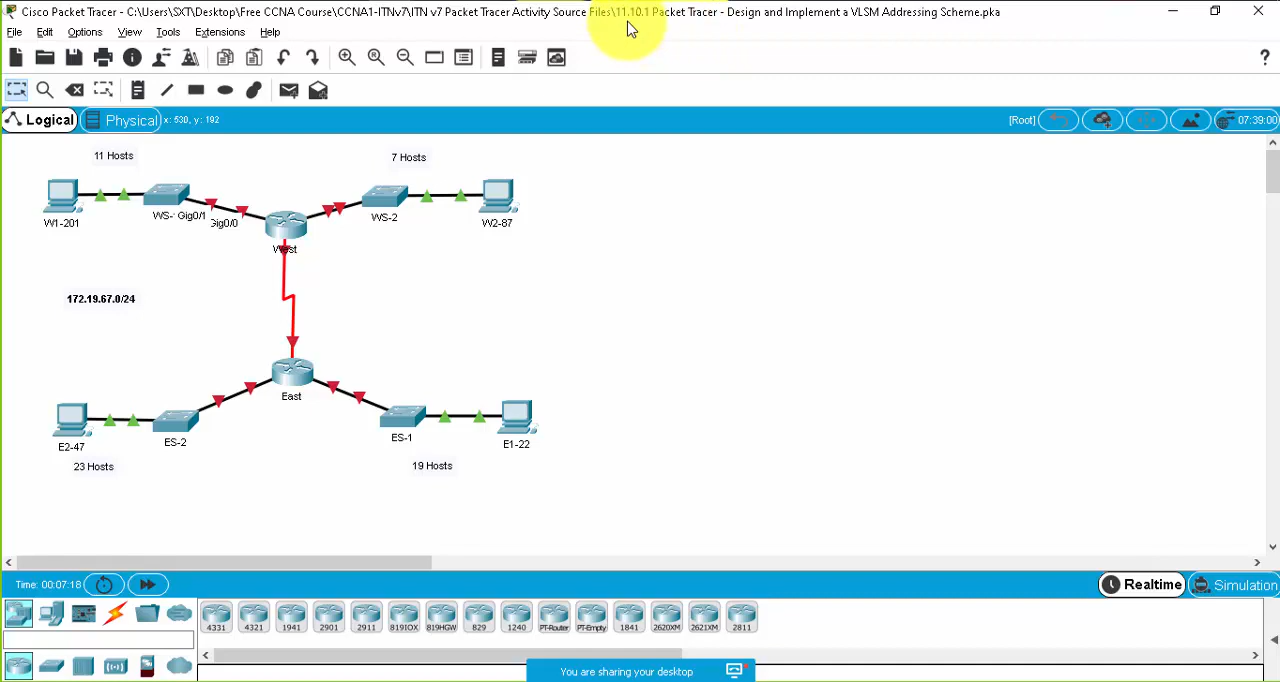 Cisco Packet Tracer - C:\Users\SXT\Desktop\Free CCNA Course\CCNA1-ITNv7\ITN v7 Packet Tracer Activity Source Files\11.10.1 Packet Tracer - Design and Implement a VLSM Addressing Scheme.pka
File Edit Options View Tools Extensions Help
?
Logical Physical x: 530, y: 192 [Root] 07:39:00
11 Hosts 7 Hosts
W1-201 WS-1 Gig0/1 Gig0/0 West WS-2 W2-87
172.19.67.0/24
East
E2-47 ES-2 ES-1 E1-22
23 Hosts 19 Hosts
Time: 00:07:18 Realtime Simulation
4331 4321 1941 2901 2911 819IOX 819HGW 829 1240 PT-Router PT-Empty 1841 2620XM 2621XM 2811
You are sharing your desktop